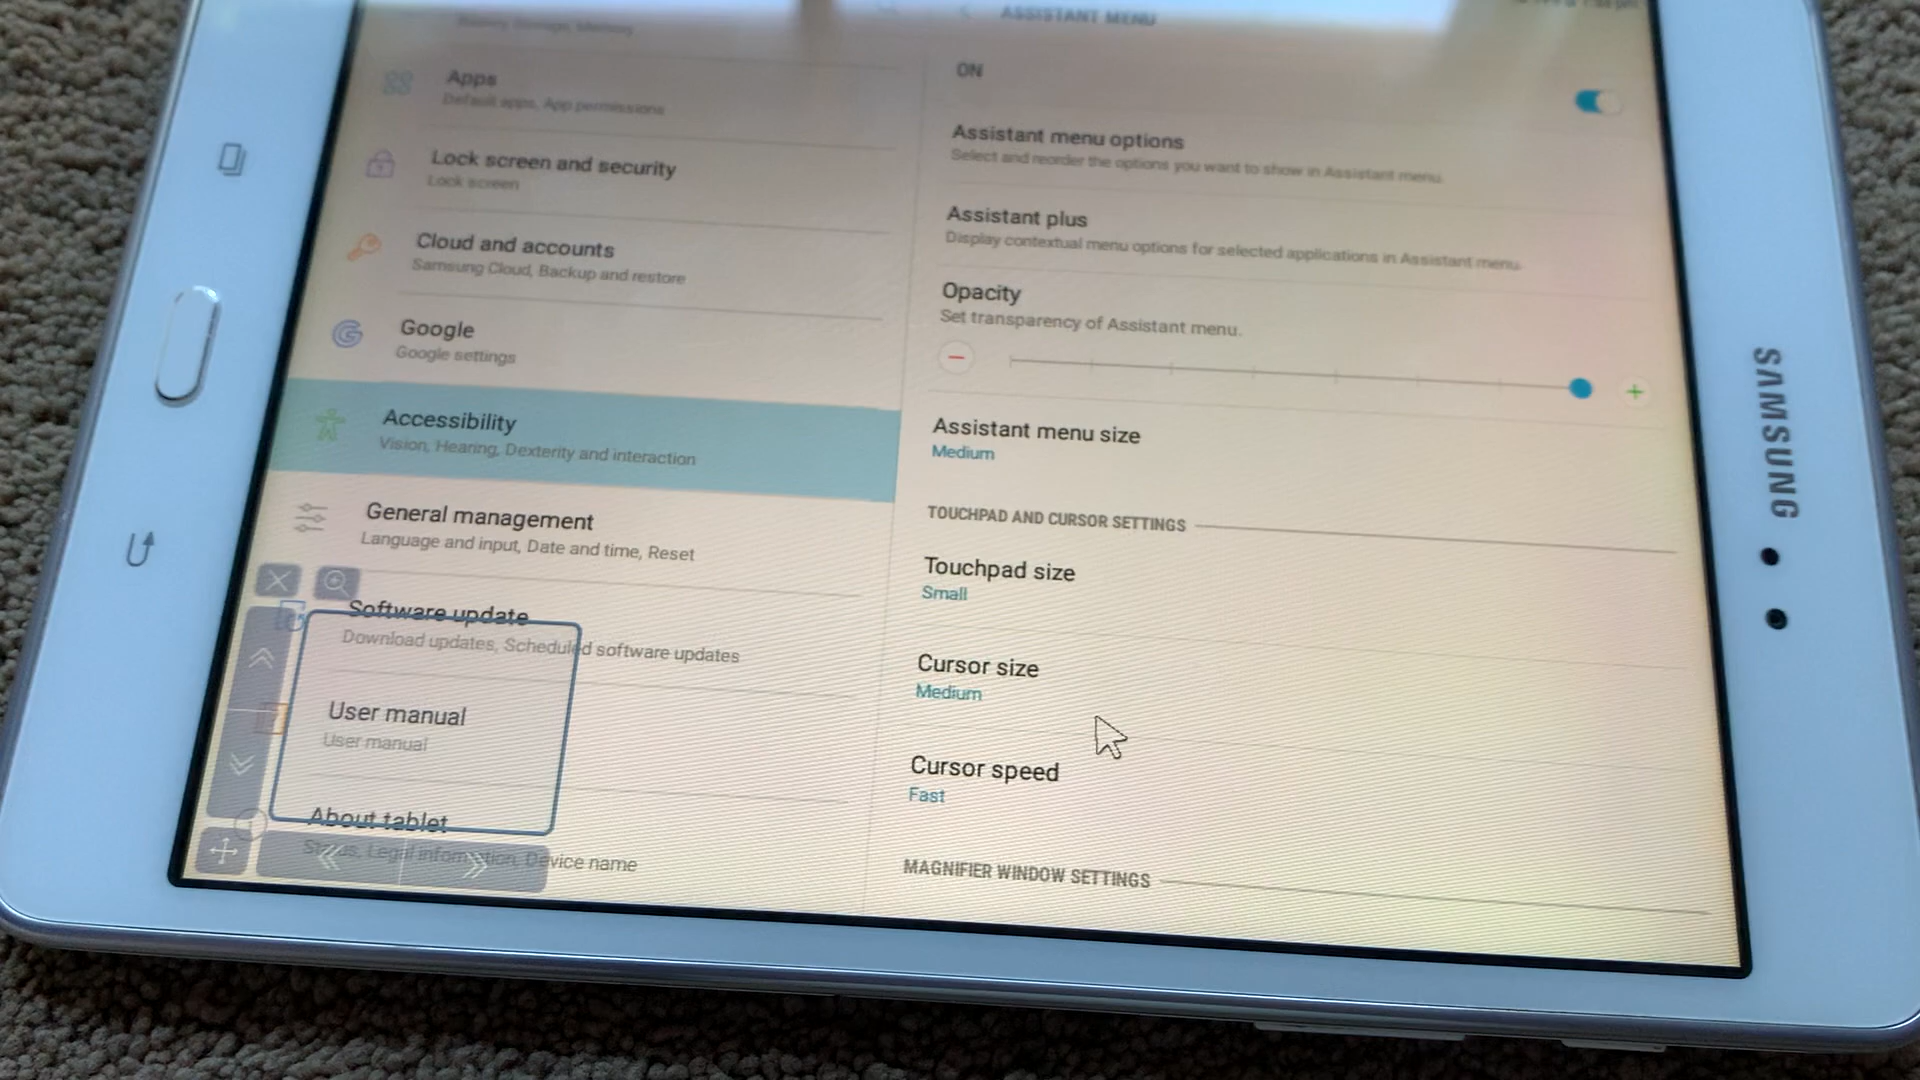 Apps
Default apps, App permissions
Lock screen and security
Lock screen
Cloud and accounts
Samsung Cloud, Backup and restore
Google
Google settings
Accessibility
Vision, Hearing, Dexterity and interaction
General management
Language and input, Date and time, Reset
Software update
Download updates, Scheduled software updates
User manual
User manual
About tablet
Status, Legal information, Device name
ASSISTANT MENU
ON
Assistant menu options
Select and reorder the options you want to show in Assistant menu.
Assistant plus
Display contextual menu options for selected applications in Assistant menu.
Opacity
Set transparency of Assistant menu.
Assistant menu size
Medium
TOUCHPAD AND CURSOR SETTINGS
Touchpad size
Small
Cursor size
Medium
Cursor speed
Fast
MAGNIFIER WINDOW SETTINGS
SAMSUNG